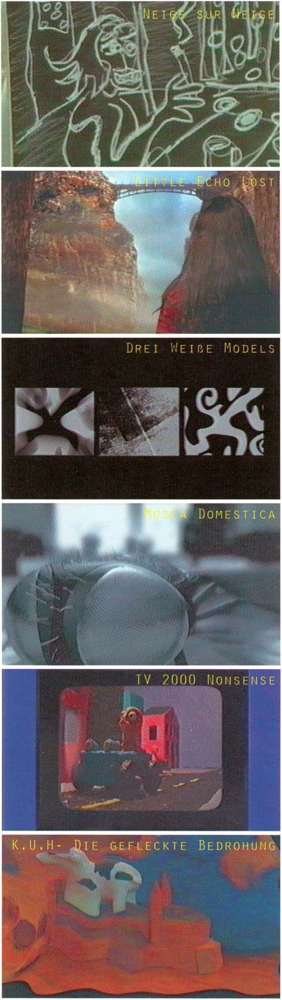 NEIGE SUR NEIGE
LITTLE ECHO LOST
DREI WEIßE MODELS
MUSCA DOMESTICA
TV 2000 NONSENSE
K.U.H- DIE GEFLECKTE BEDROHUNG